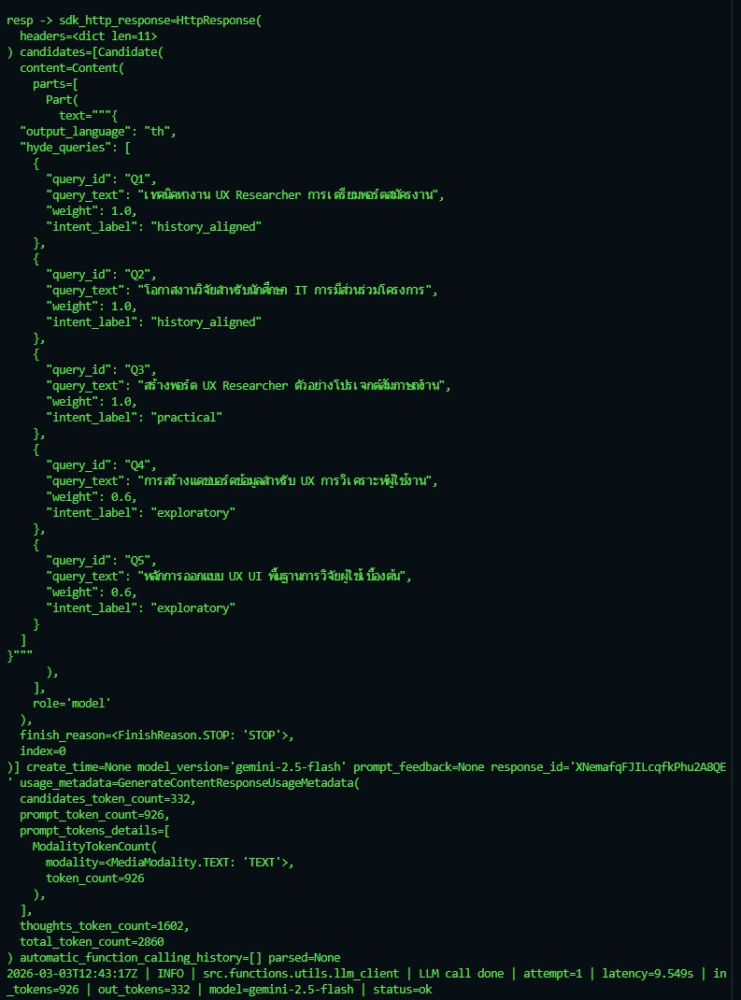 resp -> sdk_http_response=HttpResponse(
  headers=<dict len=11>
) candidates=[Candidate(
  content=Content(
    parts=[
      Part(
        text="""{
  "output_language": "th",
  "hyde_queries": [
    {
      "query_id": "Q1",
      "query_text": "เทคนิคหางาน UX Researcher การเตรียมพอร์ตสมัครงาน",
      "weight": 1.0,
      "intent_label": "history_aligned"
    },
    {
      "query_id": "Q2",
      "query_text": "โอกาสงานวิจัยสำหรับนักศึกษา IT การมีส่วนร่วมโครงการ",
      "weight": 1.0,
      "intent_label": "history_aligned"
    },
    {
      "query_id": "Q3",
      "query_text": "สร้างพอร์ต UX Researcher ตัวอย่างโปรเจกต์สัมภาษณ์งาน",
      "weight": 1.0,
      "intent_label": "practical"
    },
    {
      "query_id": "Q4",
      "query_text": "การสร้างแดชบอร์ดข้อมูลสำหรับ UX การวิเคราะห์ผู้ใช้งาน",
      "weight": 0.6,
      "intent_label": "exploratory"
    },
    {
      "query_id": "Q5",
      "query_text": "หลักการออกแบบ UX UI พื้นฐานการวิจัยผู้ใช้เบื้องต้น",
      "weight": 0.6,
      "intent_label": "exploratory"
    }
  ]
}"""
      ),
    ],
    role='model'
  ),
  finish_reason=<FinishReason.STOP: 'STOP'>,
  index=0
)] create_time=None model_version='gemini-2.5-flash' prompt_feedback=None response_id='XNemafqFJILcqfkPhu2A8QE
' usage_metadata=GenerateContentResponseUsageMetadata(
  candidates_token_count=332,
  prompt_token_count=926,
  prompt_tokens_details=[
    ModalityTokenCount(
      modality=<MediaModality.TEXT: 'TEXT'>,
      token_count=926
    ),
  ],
  thoughts_token_count=1602,
  total_token_count=2860
) automatic_function_calling_history=[] parsed=None
2026-03-03T12:43:17Z | INFO | src.functions.utils.llm_client | LLM call done | attempt=1 | latency=9.549s | in
_tokens=926 | out_tokens=332 | model=gemini-2.5-flash | status=ok